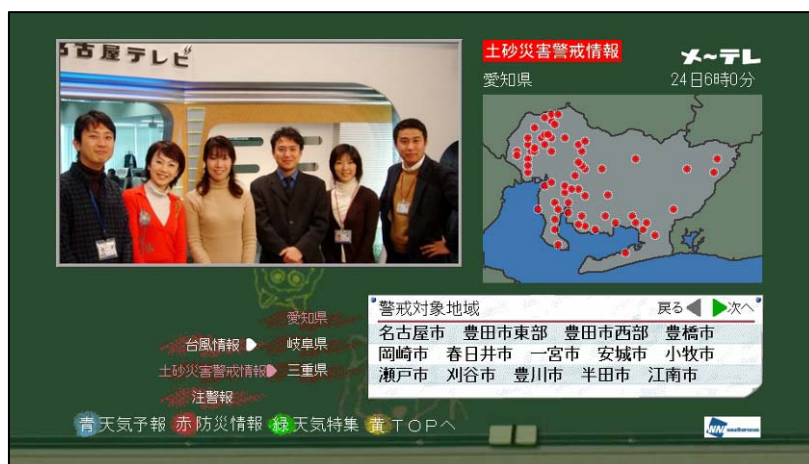 名古屋テレビ
土砂災害警戒情報
メ~テレ
愛知県 24日6時0分
警戒対象地域 戻る◀ ▶次へ
名古屋市 豊田市東部 豊田市西部 豊橋市
岡崎市 春日井市 一宮市 安城市 小牧市
瀬戸市 刈谷市 豊川市 半田市 江南市
愛知県
台風情報▶ 岐阜県
土砂災害警戒情報▶ 三重県
注警報
青 天気予報 赤 防災情報 緑 天気特集 黄 TOPへ
weathernews